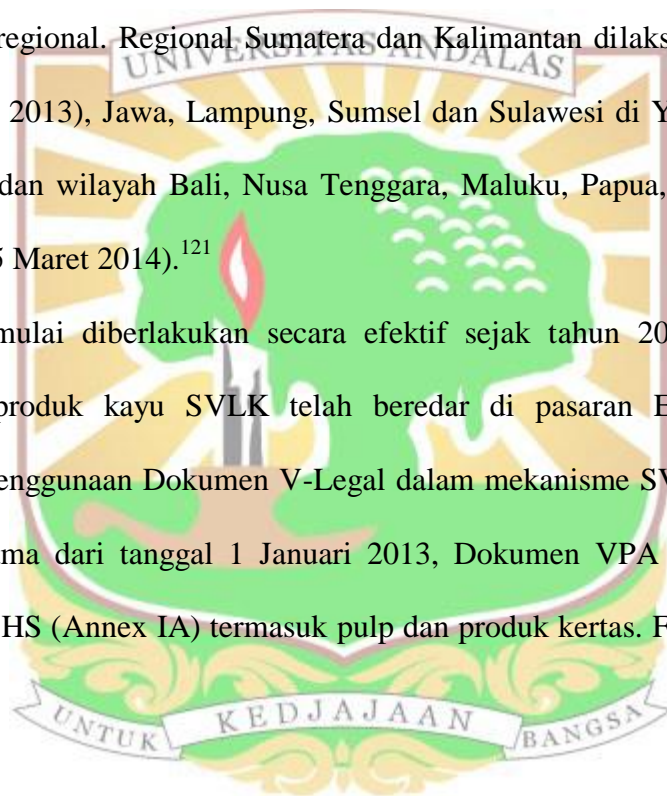 regional. Regional Sumatera dan Kalimantan dilaks
UNIVERSITAS ANDALAS
2013), Jawa, Lampung, Sumsel dan Sulawesi di Y
dan wilayah Bali, Nusa Tenggara, Maluku, Papua,
5 Maret 2014).121
mulai diberlakukan secara efektif sejak tahun 20
produk kayu SVLK telah beredar di pasaran E
enggunaan Dokumen V-Legal dalam mekanisme SV
ama dari tanggal 1 Januari 2013, Dokumen VPA
HS (Annex IA) termasuk pulp dan produk kertas. F
UNTUK KEDJAJAAN BANGSA